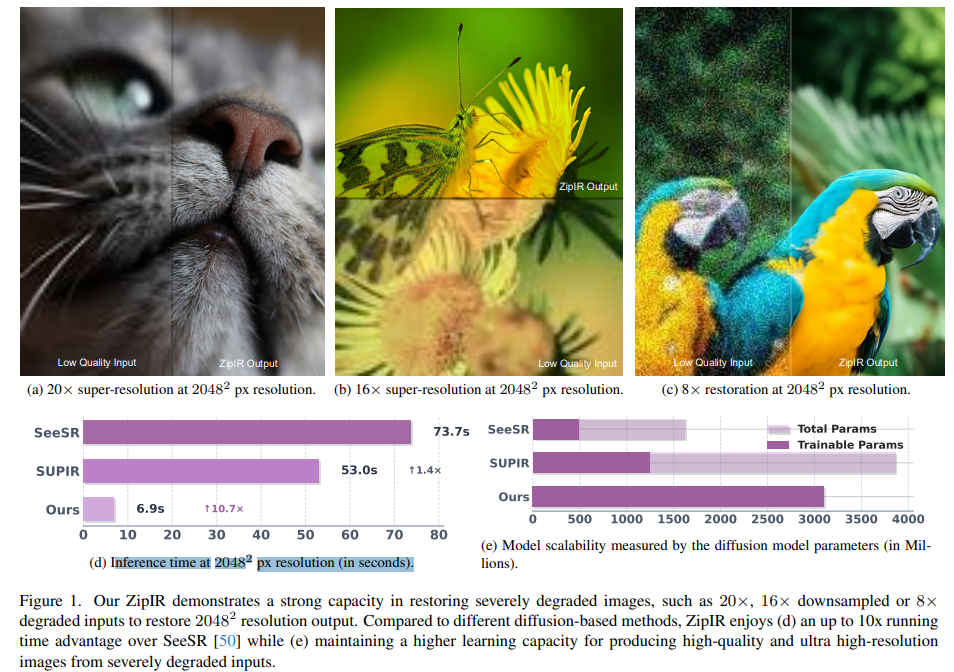 ZipIR Output
Low Quality Input
ZipIR Output
Low Quality Input
Low Quality Input
ZipIR Output
(a) 20× super-resolution at 2048² px resolution.
(b) 16× super-resolution at 2048² px resolution.
(c) 8× restoration at 2048² px resolution.
SeeSR
73.7s
SUPIR
53.0s
↑1.4×
Ours
6.9s
↑10.7×
0 10 20 30 40 50 60 70 80
(d) Inference time at 2048² px resolution (in seconds).
SeeSR
Total Params
Trainable Params
SUPIR
Ours
0 500 1000 1500 2000 2500 3000 3500 4000
(e) Model scalability measured by the diffusion model parameters (in Mil-
lions).
Figure 1. Our ZipIR demonstrates a strong capacity in restoring severely degraded images, such as 20×, 16× downsampled or 8×
degraded inputs to restore 2048² resolution output. Compared to different diffusion-based methods, ZipIR enjoys (d) an up to 10x running
time advantage over SeeSR [50] while (e) maintaining a higher learning capacity for producing high-quality and ultra high-resolution
images from severely degraded inputs.